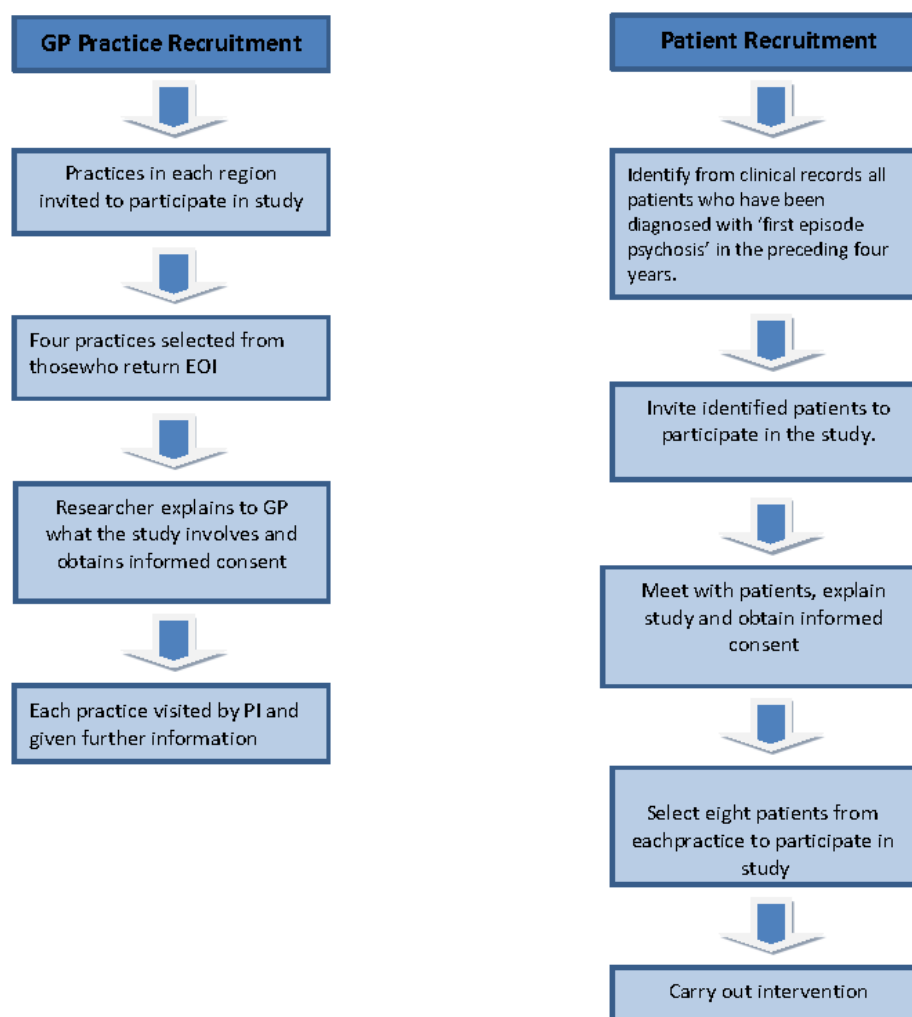 GP Practice Recruitment
Practices in each region
invited to participate in study
Four practices selected from
thosewho return EOI
Researcher explains to GP
what the study involves and
obtains informed consent
Each practice visited by PI and
given further information
Patient Recruitment
Identify from clinical records all
patients who have been
diagnosed with ‘first episode
psychosis’ in the preceding four
years.
Invite identified patients to
participate in the study.
Meet with patients, explain
study and obtain informed
consent
Select eight patients from
eachpractice to participate in
study
Carry out intervention